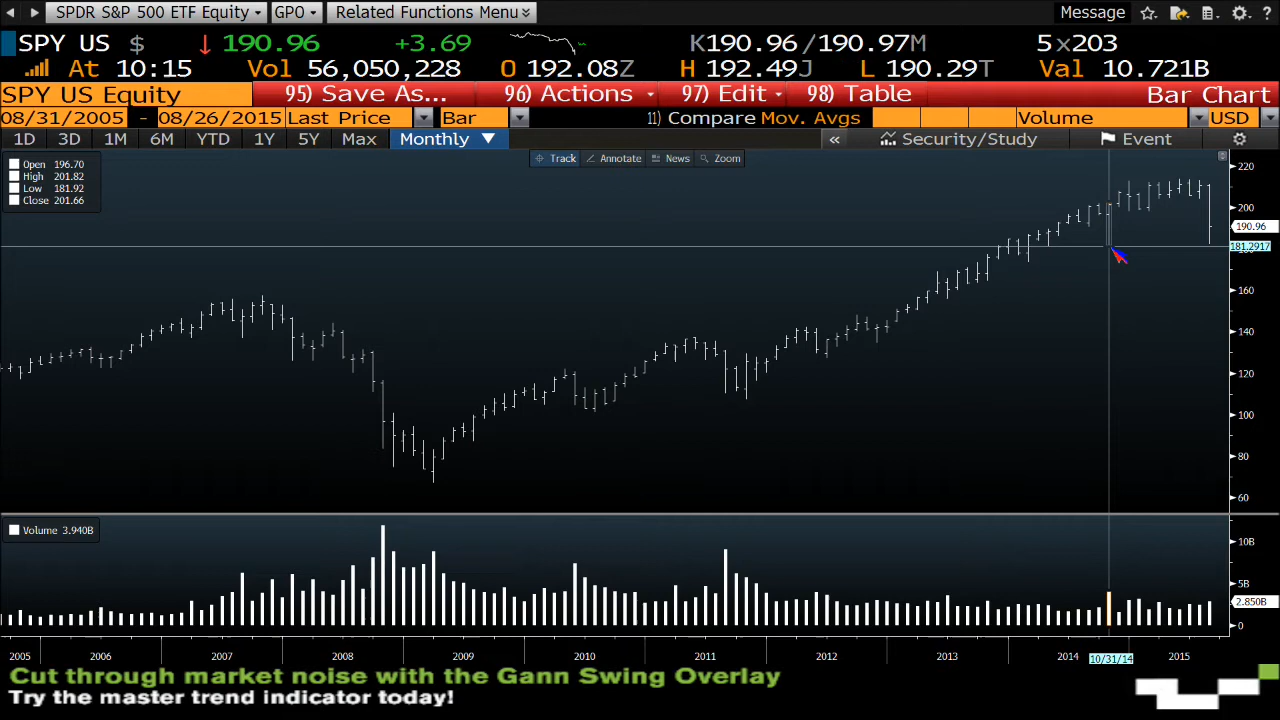 SPDR S&P 500 ETF Equity GPO Related Functions Menu Message ?
SPY US $ ↓ 190.96 +3.69 K190.96/190.97M 5x203
At 10:15 Vol 56,050,228 O 192.08Z H 192.49J L 190.29T Val 10.721B
SPY US Equity 95) Save As... 96) Actions 97) Edit 98) Table Bar Chart
08/31/2005 - 08/26/2015 Last Price Bar 11) Compare Mov. Avgs Volume USD
1D 3D 1M 6M YTD 1Y 5Y Max Monthly ▼ « Security/Study Event
Track Annotate News Zoom
Open 196.70
High 201.82
Low 181.92
Close 201.66
220
200
190.96
181.2917
180
160
140
120
100
80
60
Volume 3.940B
10B
5B
2.850B
0
2005 2006 2007 2008 2009 2010 2011 2012 2013 2014 10/31/14 2015
Cut through market noise with the Gann Swing Overlay
Try the master trend indicator today!